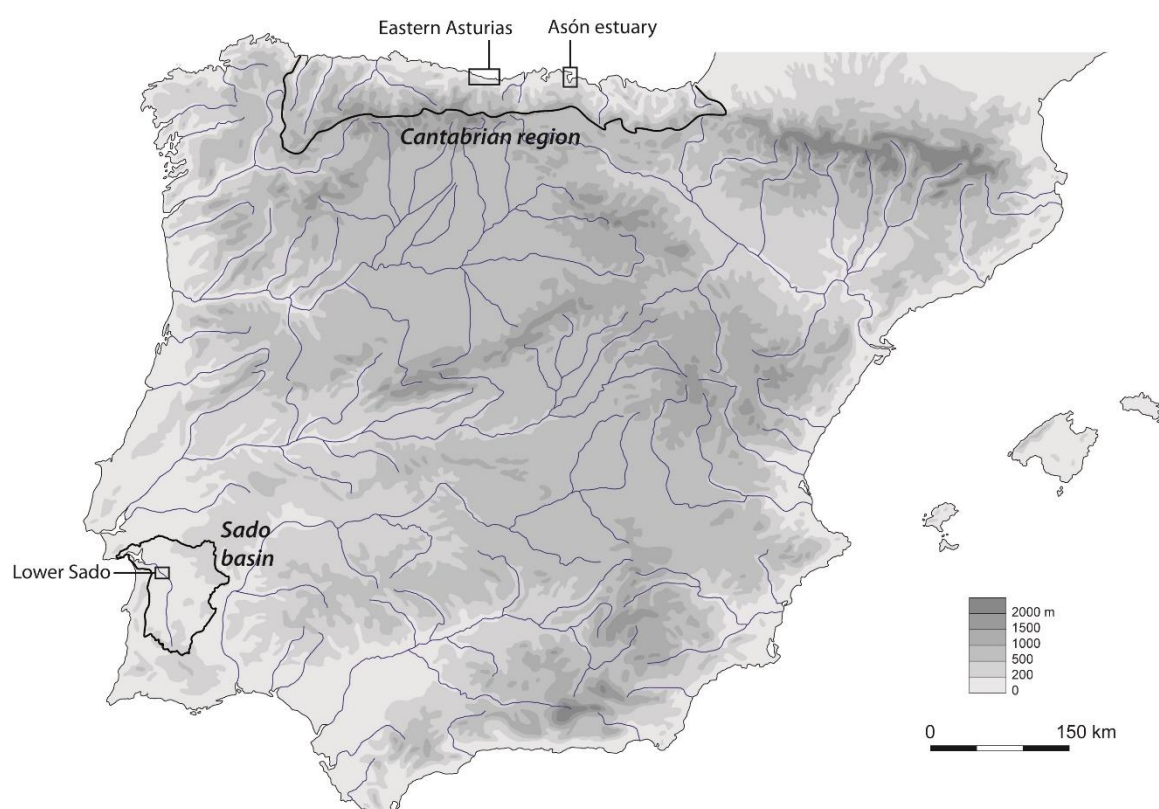 Eastern Asturias
Asón estuary
Cantabrian region
Sado
basin
Lower Sado
2000 m
1500
1000
500
200
0
0
150 km